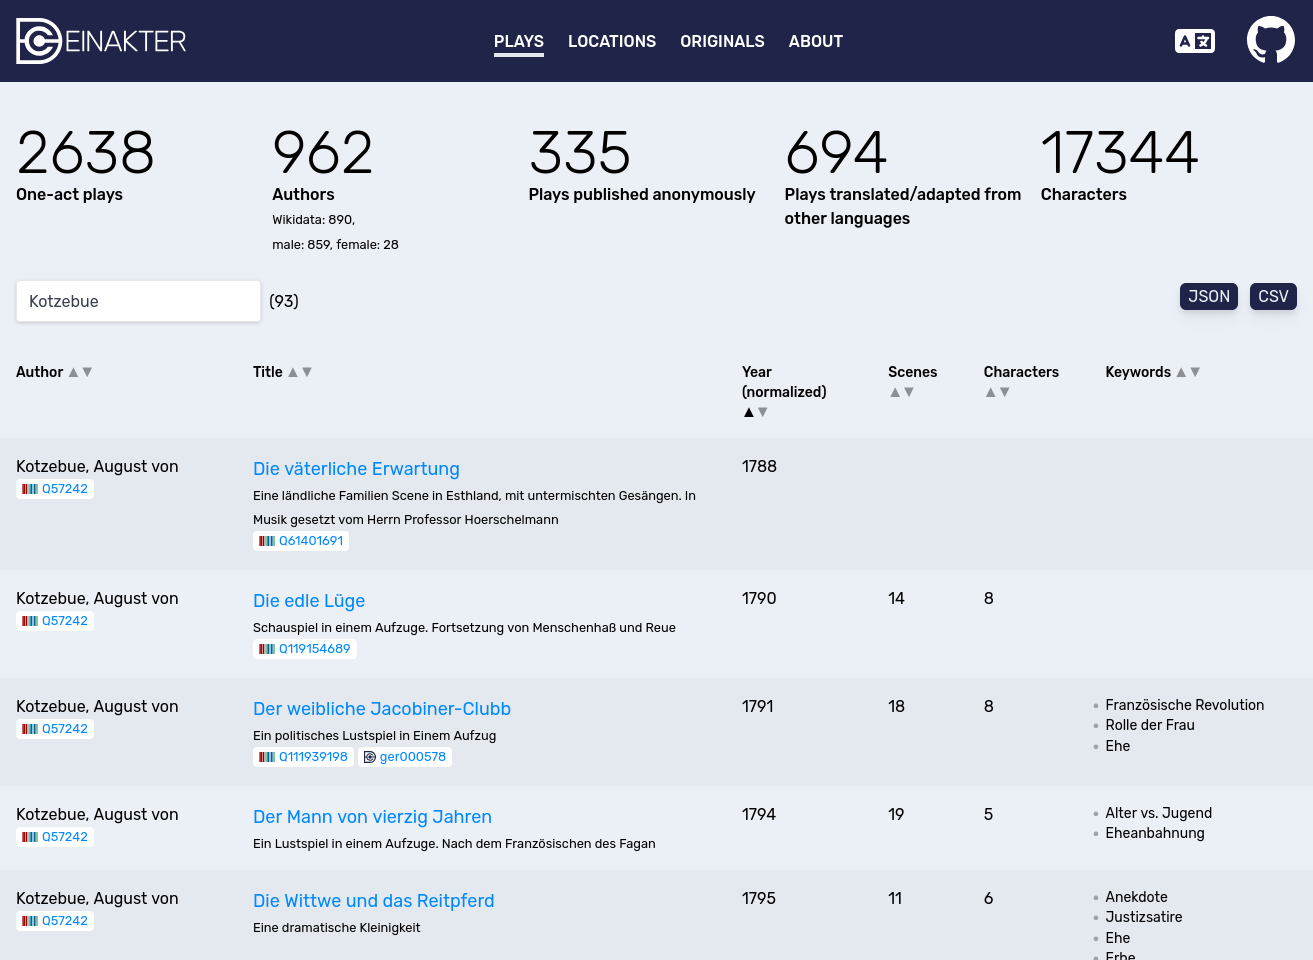 EINAKTER
PLAYS LOCATIONS ORIGINALS ABOUT
2638 962 335 694 17344
One-act plays Authors Plays published anonymously Plays translated/adapted from Characters
other languages
Wikidata: 890,
male: 859, female: 28
Kotzebue (93) JSON CSV
Author ▲▼ Title ▲▼ Year Scenes Characters Keywords ▲▼
(normalized) ▲▼ ▲▼
▲▼
Kotzebue, August von Die väterliche Erwartung 1788
Q57242 Eine ländliche Familien Scene in Esthland, mit untermischten Gesängen. In
Musik gesetzt vom Herrn Professor Hoerschelmann
Q61401691
Kotzebue, August von Die edle Lüge 1790 14 8
Q57242 Schauspiel in einem Aufzuge. Fortsetzung von Menschenhaß und Reue
Q119154689
Kotzebue, August von Der weibliche Jacobiner-Clubb 1791 18 8 Französische Revolution
Q57242 Ein politisches Lustspiel in Einem Aufzug Rolle der Frau
Q111939198 ger000578 Ehe
Kotzebue, August von Der Mann von vierzig Jahren 1794 19 5 Alter vs. Jugend
Q57242 Ein Lustspiel in einem Aufzuge. Nach dem Französischen des Fagan Eheanbahnung
Kotzebue, August von Die Wittwe und das Reitpferd 1795 11 6 Anekdote
Q57242 Eine dramatische Kleinigkeit Justizsatire
Ehe
Erbe